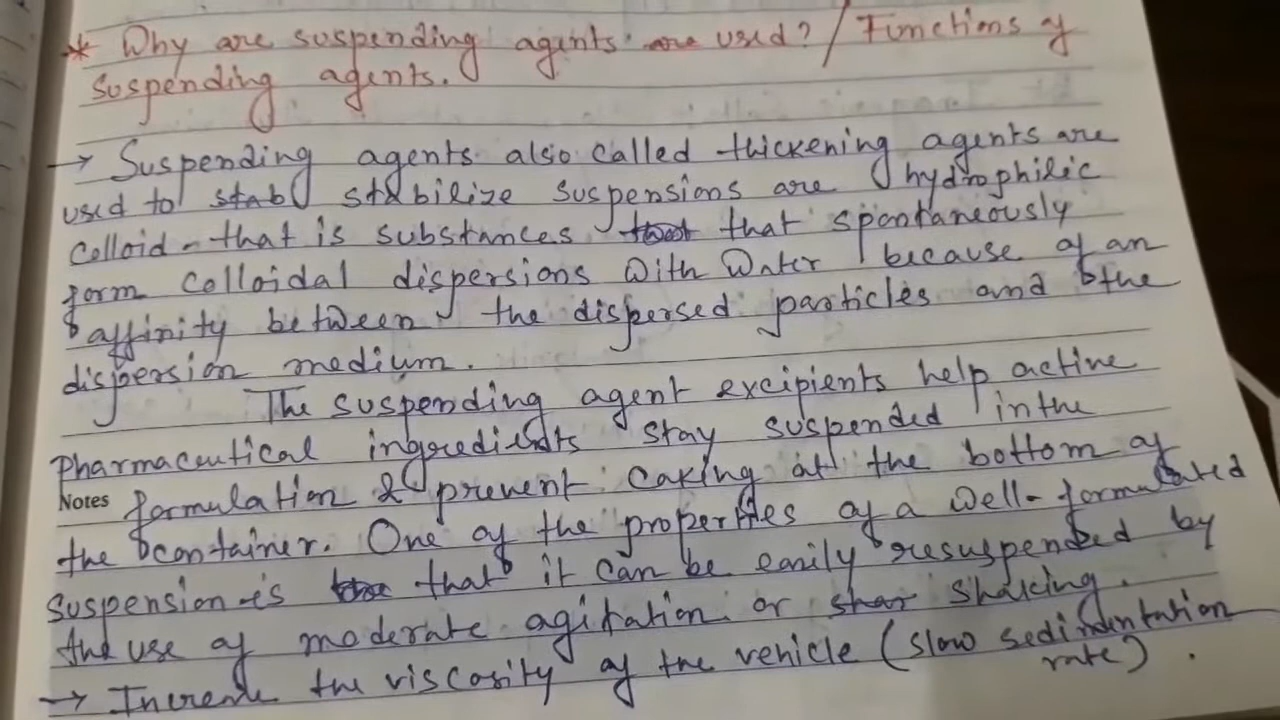 * Why are suspending agents are used? / Functions of
suspending agents.
→ Suspending agents also called thickening agents are
used to stab stabilize suspensions are hydrophilic
colloid - that is substances that that spontaneously
form colloidal dispersions with water because of an
affinity between the dispersed particles and the
dispersion medium.
The suspending agent excipients help active
pharmaceutical ingredients stay suspended in the
Notes formulation & prevent caking at the bottom of
the container. One of the properties of a well-formulated
suspension is that it can be easily resuspended by
the use of moderate agitation or shak shaking.
→ Increase the viscosity of the vehicle (slow sedimentation
rate).